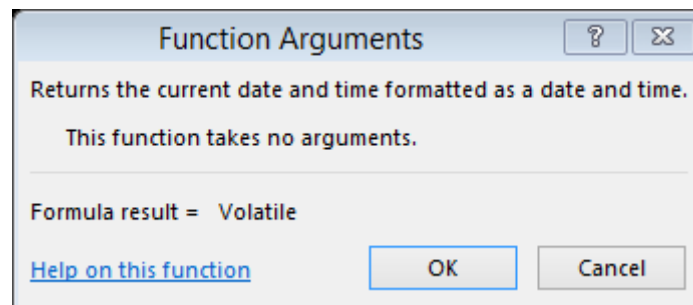 Function Arguments
?
Returns the current date and time formatted as a date and time.
This function takes no arguments.
Formula result = Volatile
Help on this function
OK
Cancel